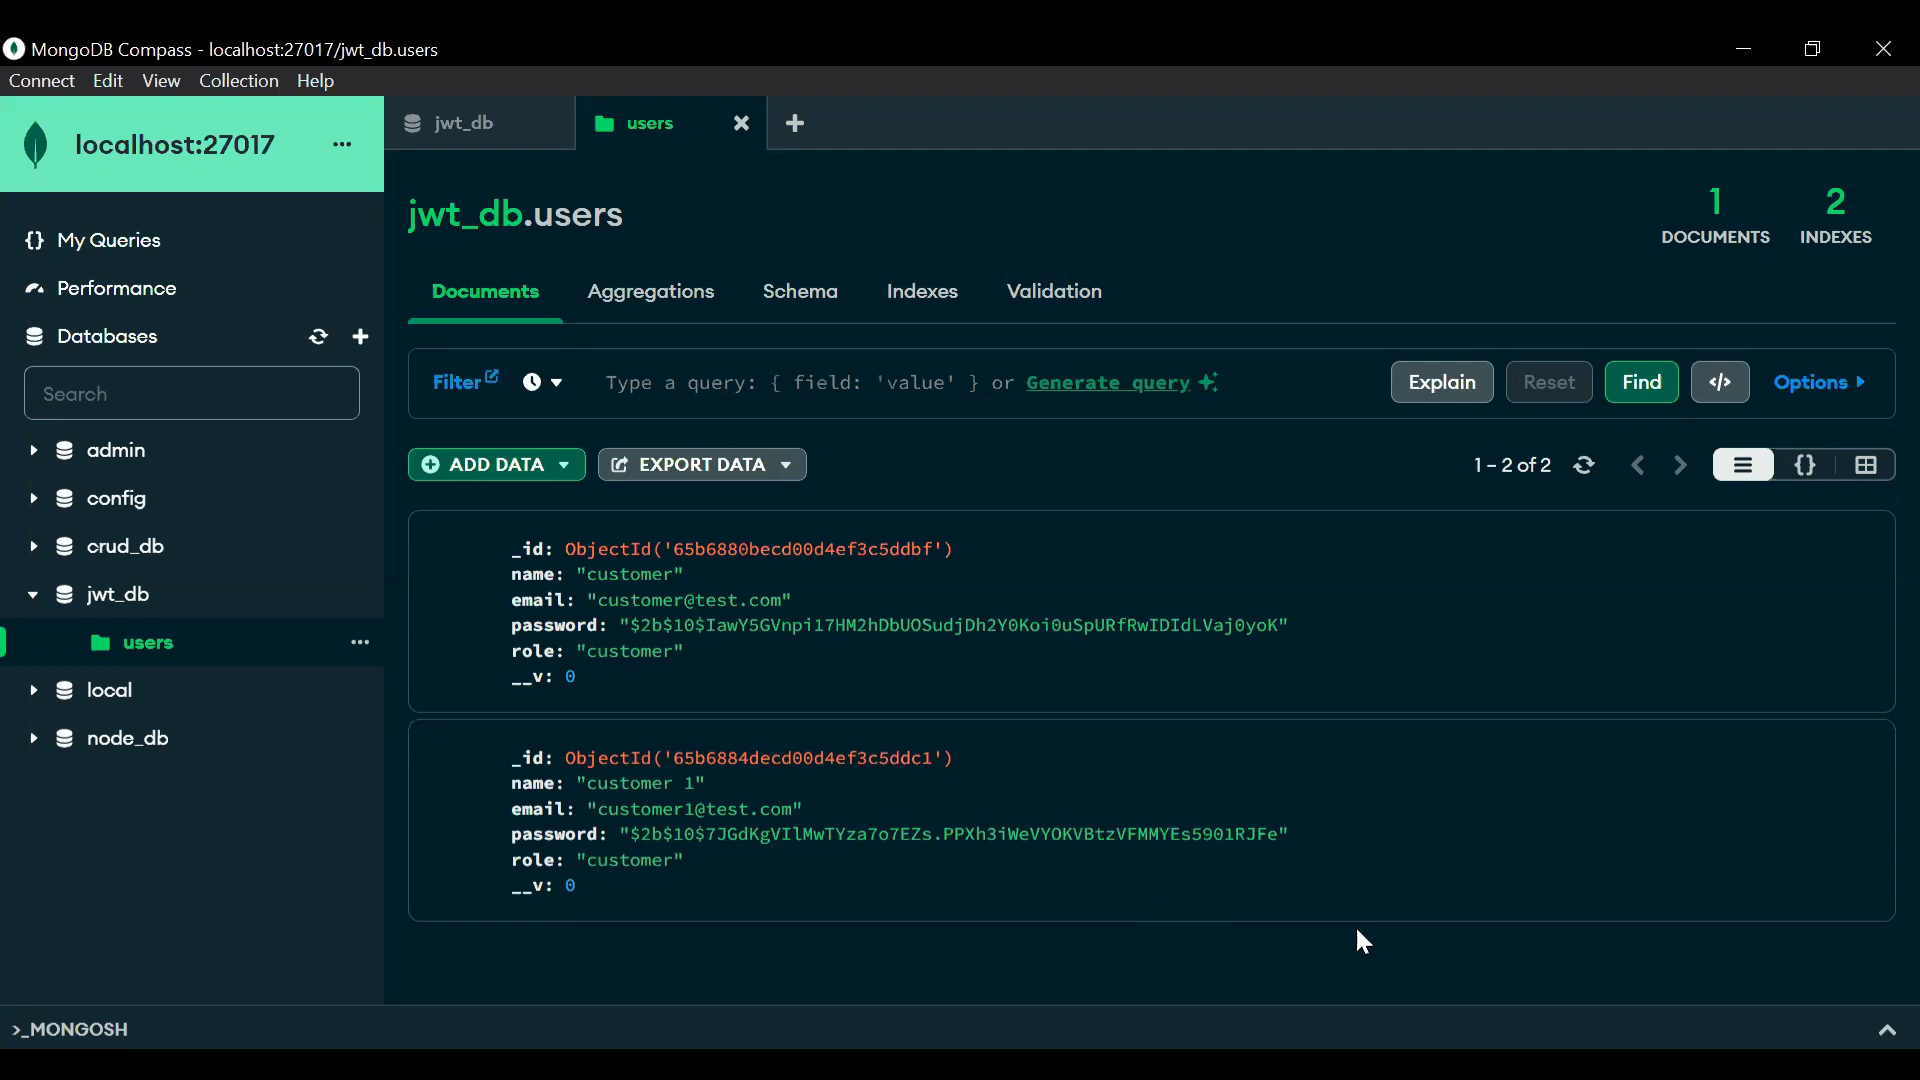 MongoDB Compass - localhost:27017/jwt_db.users
Connect Edit View Collection Help
localhost:27017 ...
jwt_db
users
{} My Queries
Performance
Databases
Search
admin
config
crud_db
jwt_db
users ...
local
node_db
jwt_db.users
1 DOCUMENTS
2 INDEXES
Documents Aggregations Schema Indexes Validation
Filter Type a query: { field: 'value' } or Generate query Explain Reset Find </> Options
ADD DATA EXPORT DATA 1 – 2 of 2 {}
_id: ObjectId('65b6880becd00d4ef3c5ddbf')
name: "customer"
email: "customer@test.com"
password: "$2b$10$IawY5GVnpi17HM2hDbUOSudjDh2Y0Koi0uSpURfRwIDIdLVaj0yoK"
role: "customer"
__v: 0
_id: ObjectId('65b6884decd00d4ef3c5ddc1')
name: "customer 1"
email: "customer1@test.com"
password: "$2b$10$7JGdKgVIlMwTYza7o7EZs.PPXh3iWeVYOKVBtzVFMMYEs5901RJFe"
role: "customer"
__v: 0
>_MONGOSH